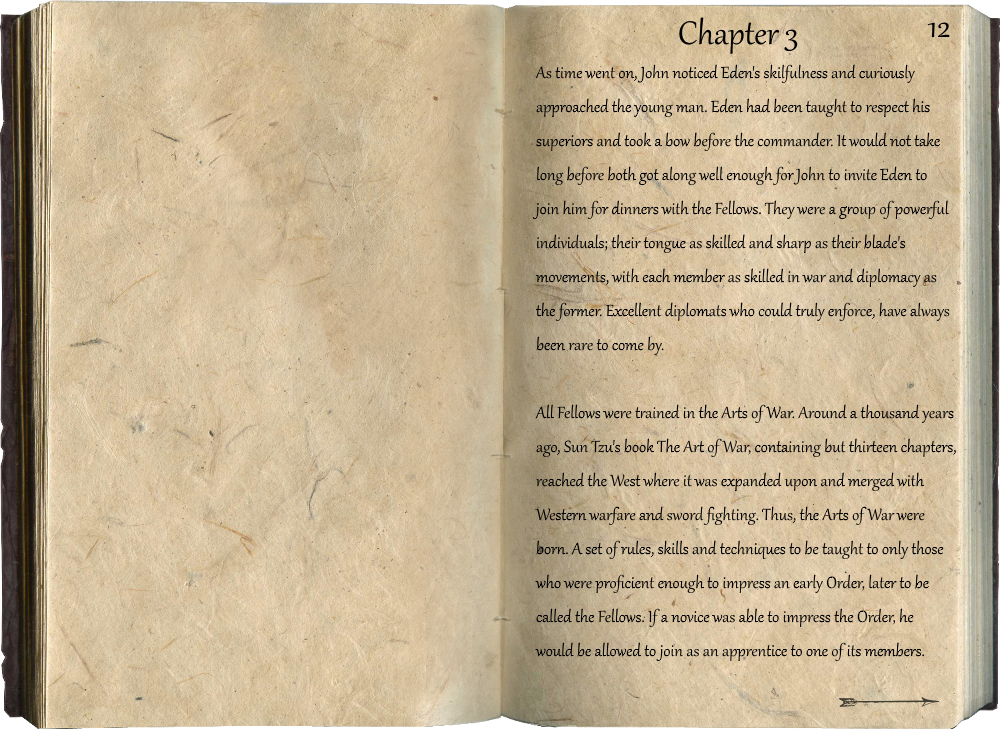 Chapter 3
12
As time went on, John noticed Eden's skilfulness and curiously
approached the young man. Eden had been taught to respect his
superiors and took a bow before the commander. It would not take
long before both got along well enough for John to invite Eden to
join him for dinners with the Fellows. They were a group of powerful
individuals; their tongue as skilled and sharp as their blade's
movements, with each member as skilled in war and diplomacy as
the former. Excellent diplomats who could truly enforce, have always
been rare to come by.
All Fellows were trained in the Arts of War. Around a thousand years
ago, Sun Tzu's book The Art of War, containing but thirteen chapters,
reached the West where it was expanded upon and merged with
Western warfare and sword fighting. Thus, the Arts of War were
born. A set of rules, skills and techniques to be taught to only those
who were proficient enough to impress an early Order, later to be
called the Fellows. If a novice was able to impress the Order, he
would be allowed to join as an apprentice to one of its members.